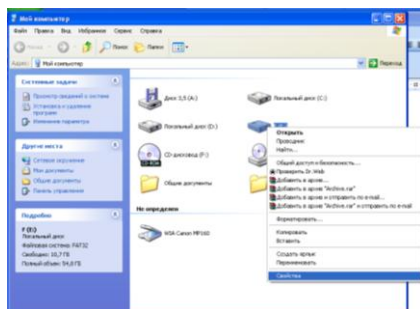 Мой компьютер
Файл Правка Вид Избранное Сервис Справка
Назад Поиск Папки
Адрес: Мой компьютер Переход
Системные задачи
Просмотр сведений о системе
Установка и удаление программ
Изменение параметра
Другие места
Сетевое окружение
Мои документы
Общие документы
Панель управления
Подробно
Локальный диск
Файловая система: FAT32
Свободно: 10,7 ГБ
Полный объем: 54,0 ГБ
Диск 3,5 (A:)
Локальный диск (C:)
Локальный диск (D:)
CD-дисковод (F:)
Общие документы
Не определен
WIA Canon MP160
Открыть
Проводник
Найти...
Общий доступ и безопасность...
Проверить Dr.Web
Добавить в архив...
Добавить в архив "Archive.rar"
Добавить в архив и отправить по e-mail...
Добавить в архив "Archive.rar" и отправить по e-mail
Форматировать...
Копировать
Вставить
Создать ярлык
Переименовать
Свойства